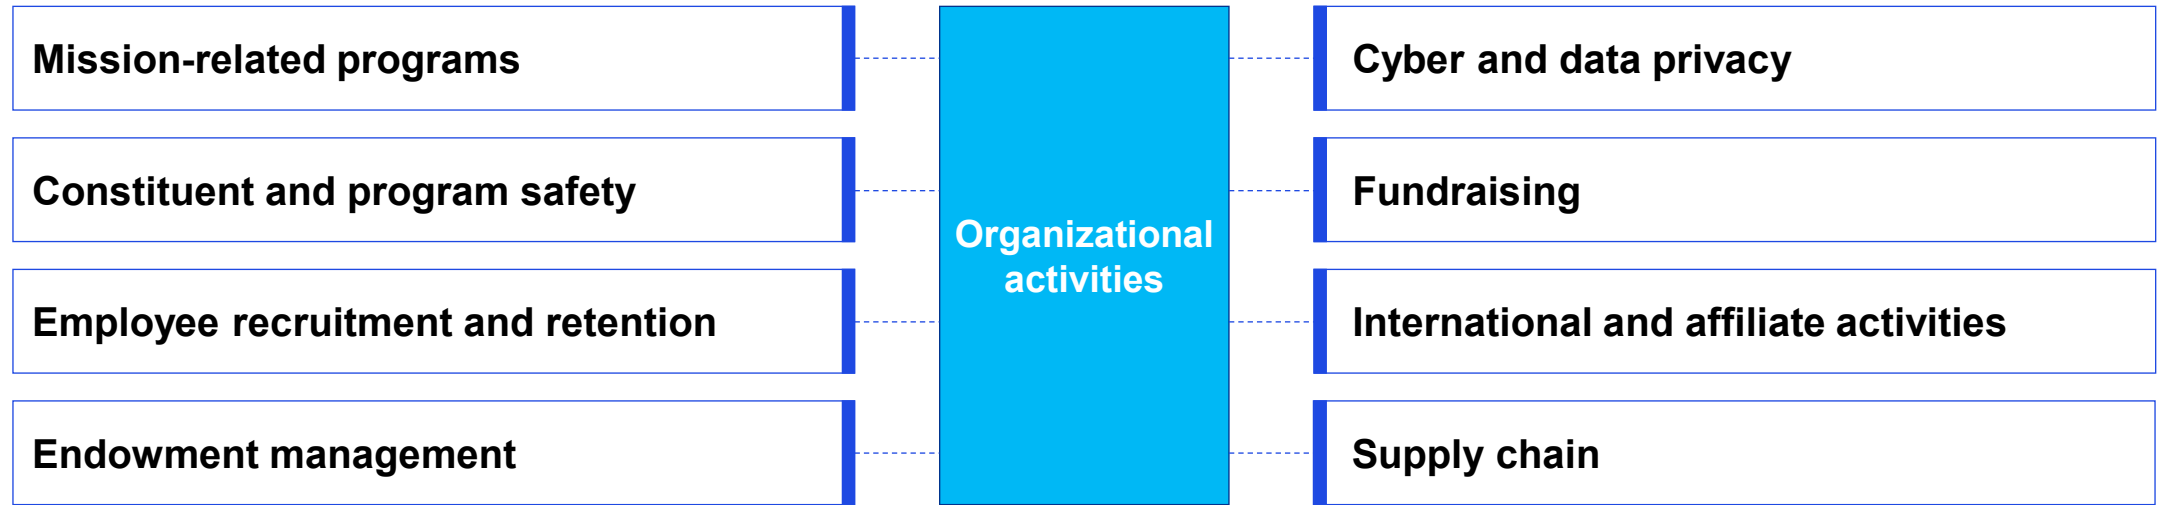 Mission-related programs
Constituent and program safety
Employee recruitment and retention
Endowment management
Organizational
activities
Cyber and data privacy
Fundraising
International and affiliate activities
Supply chain